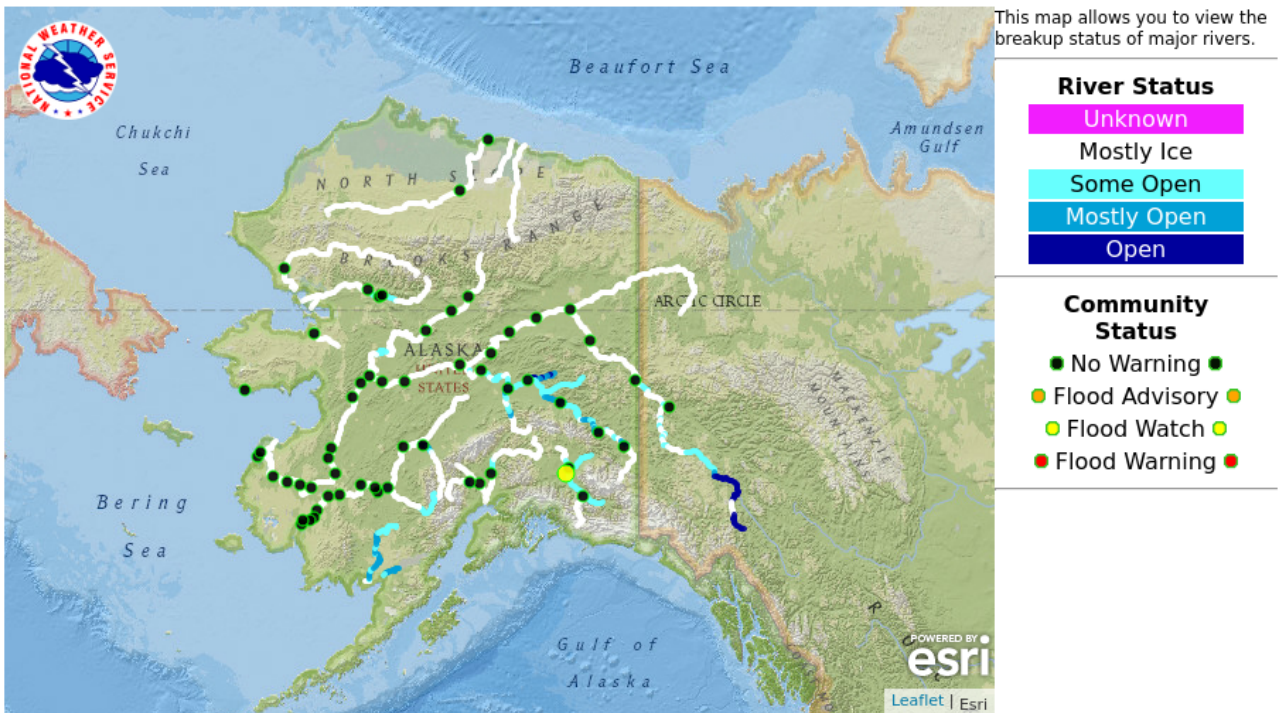 This map allows you to view the
breakup status of major rivers.
River Status
Unknown
Mostly Ice
Some Open
Mostly Open
Open
Community
Status
No Warning
Flood Advisory
Flood Watch
Flood Warning
NATIONAL WEATHER SERVICE
Beaufort Sea
Chukchi
Sea
Amundsen
Gulf
BROOKS RANGE
ARCTIC CIRCLE
ALASKA
STATES
MACKENZIE
MOUNTAINS
Bering
Sea
Gulf of
Alaska
POWERED BY
esri
Leaflet | Esri